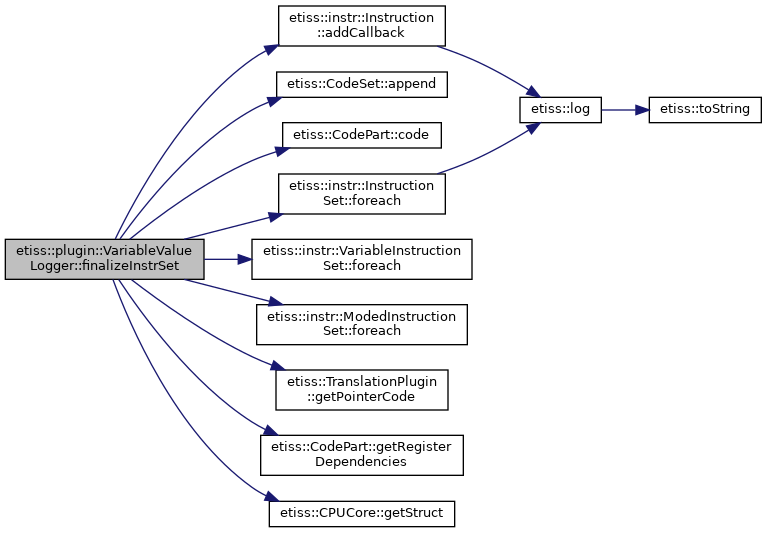 etiss::plugin::VariableValue
Logger::finalizeInstrSet
etiss::instr::Instruction
::addCallback
etiss::CodeSet::append
etiss::CodePart::code
etiss::instr::Instruction
Set::foreach
etiss::instr::VariableInstruction
Set::foreach
etiss::instr::ModedInstruction
Set::foreach
etiss::TranslationPlugin
::getPointerCode
etiss::CodePart::getRegister
Dependencies
etiss::CPUCore::getStruct
etiss::log
etiss::toString